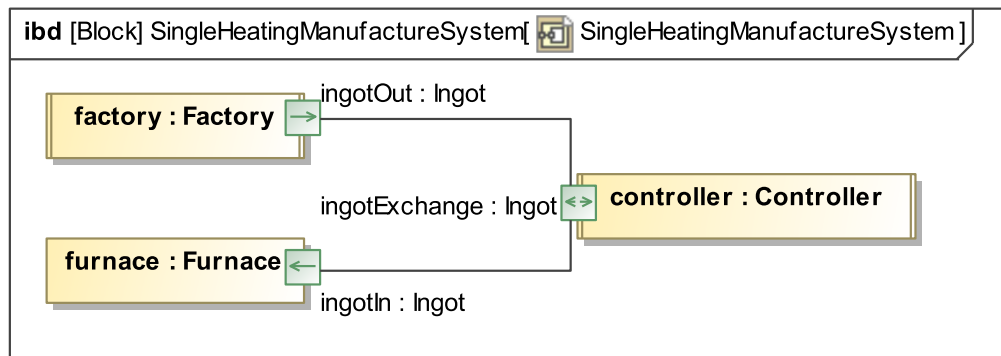 ibd [Block] SingleHeatingManufactureSystem[ SingleHeatingManufactureSystem ]
ingotOut : Ingot
factory : Factory
controller : Controller
ingotExchange : Ingot
furnace : Furnace
ingotIn : Ingot